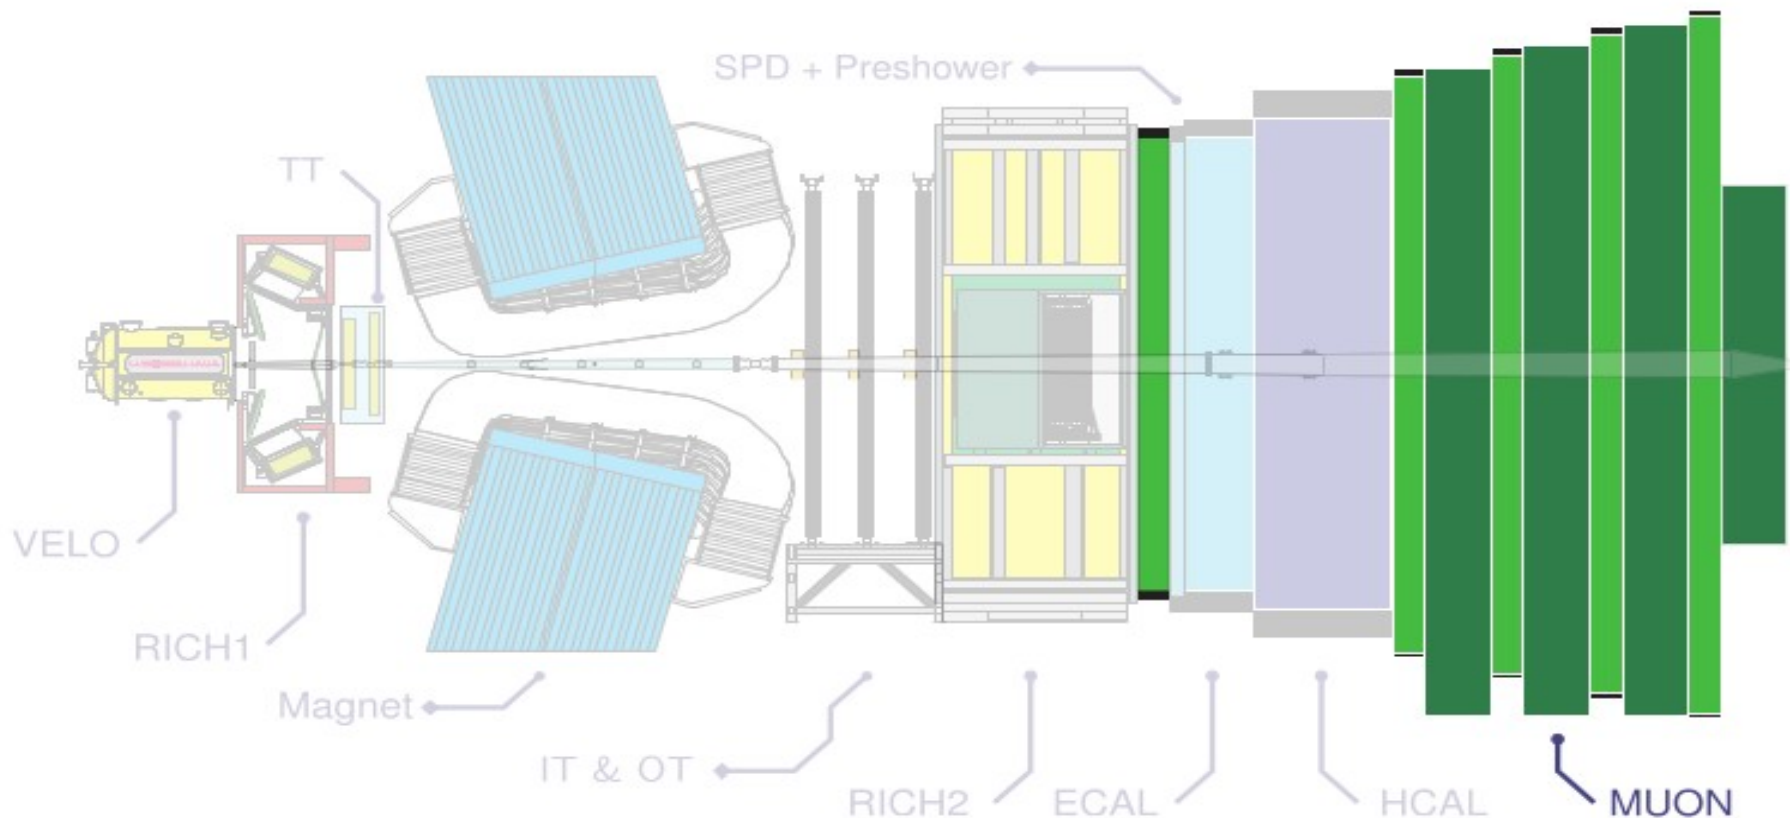 SPD + Preshower
TT
VELO
RICH1
Magnet
IT & OT
RICH2
ECAL
HCAL
MUON